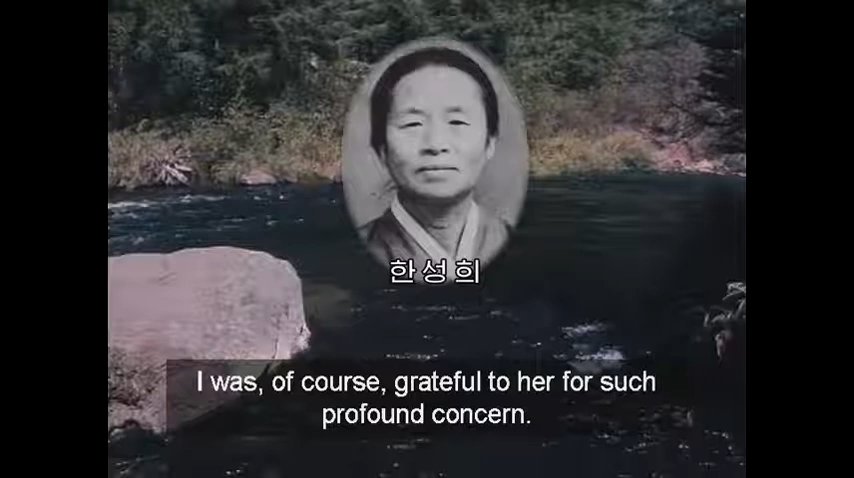 한성희
I was, of course, grateful to her for such
profound concern.